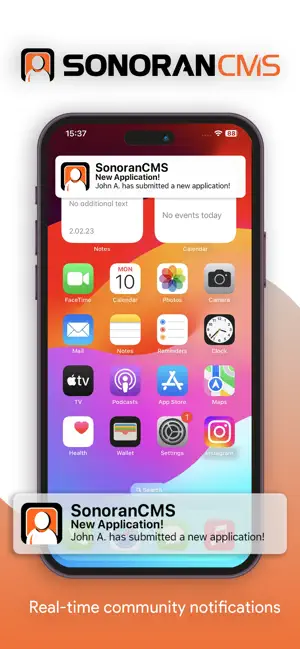 SONORANCMS
15:37
88
SonoranCMS
New Application!
John A. has submitted a new application!
No additional text
2.02.23
No events today
Notes
Calendar
MON
10
FaceTime
Calendar
Photos
Camera
Mail
Notes
Reminders
Clock
tv
TV
Podcasts
App Store
Maps
1
Health
Wallet
Settings
Instagram
Search
SonoranCMS
New Application!
John A. has submitted a new application!
Real-time community notifications